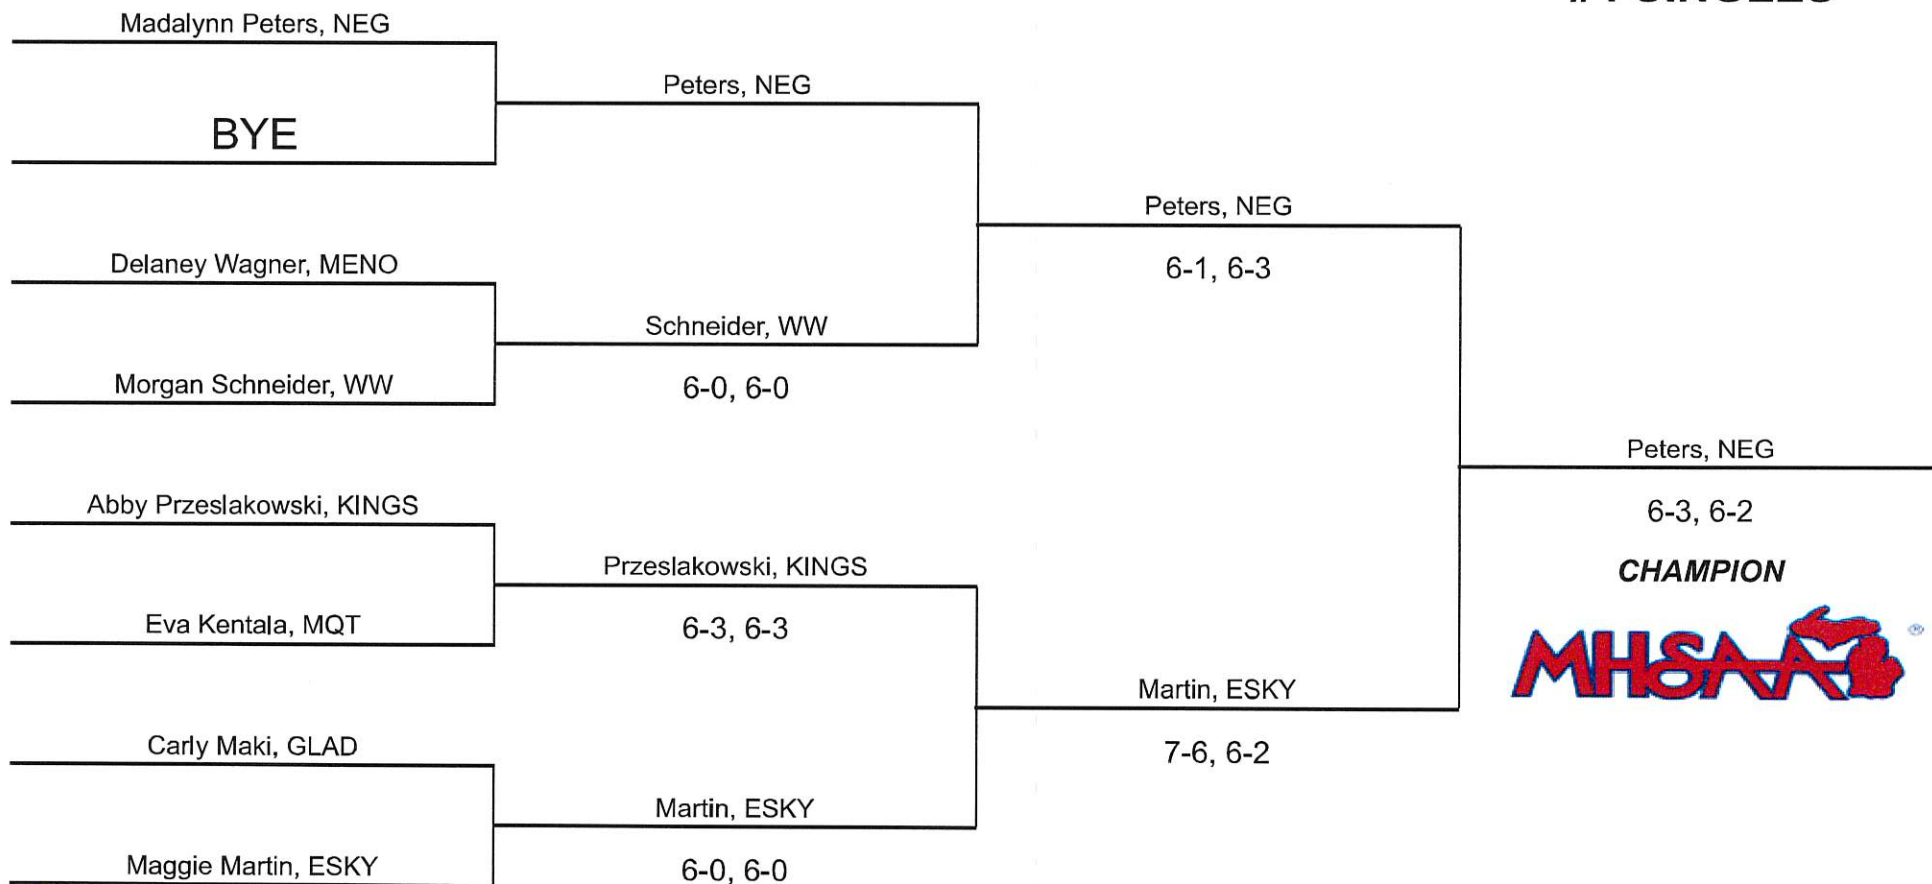 SINGLES
Madalynn Peters, NEG
BYE
Peters, NEG
Delaney Wagner, MENO
Morgan Schneider, WW
Schneider, WW
6-0, 6-0
Peters, NEG
6-1, 6-3
Abby Przeslakowski, KINGS
Eva Kentala, MQT
Przeslakowski, KINGS
6-3, 6-3
Carly Maki, GLAD
Maggie Martin, ESKY
Martin, ESKY
6-0, 6-0
Martin, ESKY
7-6, 6-2
Peters, NEG
6-3, 6-2
CHAMPION
MHSAA
®